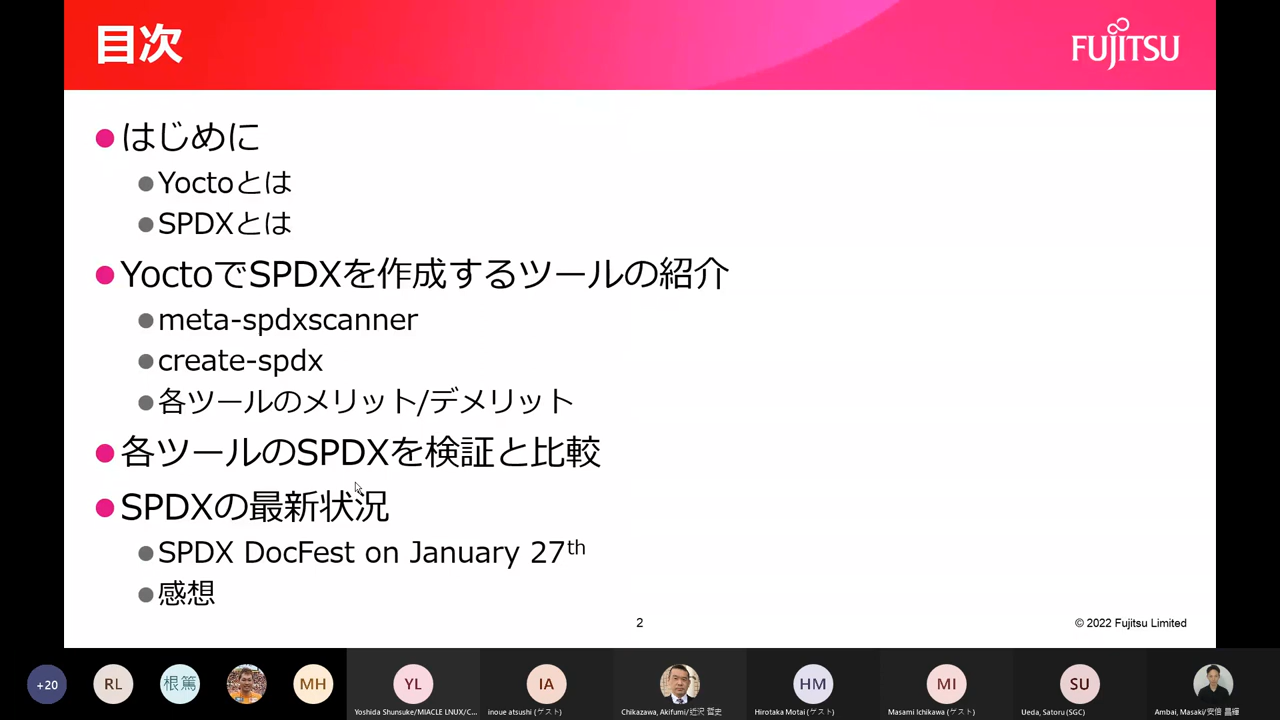 目次
FUJITSU
はじめに
Yoctoとは
SPDXとは
YoctoでSPDXを作成するツールの紹介
meta-spdxscanner
create-spdx
各ツールのメリット/デメリット
各ツールのSPDXを検証と比較
SPDXの最新状況
SPDX DocFest on January 27th
感想
2
© 2022 Fujitsu Limited
+20
RL
根篤
MH
YL
IA
HM
MI
SU
Yoshida Shunsuke/MIACLE LNUX/C...
inoue atsushi (ゲスト)
Chikazawa, Akifumi/近沢 哲史
Hirotaka Motai (ゲスト)
Masami Ichikawa (ゲスト)
Ueda, Satoru (SGC)
Ambai, Masaki/安倍 昌輝